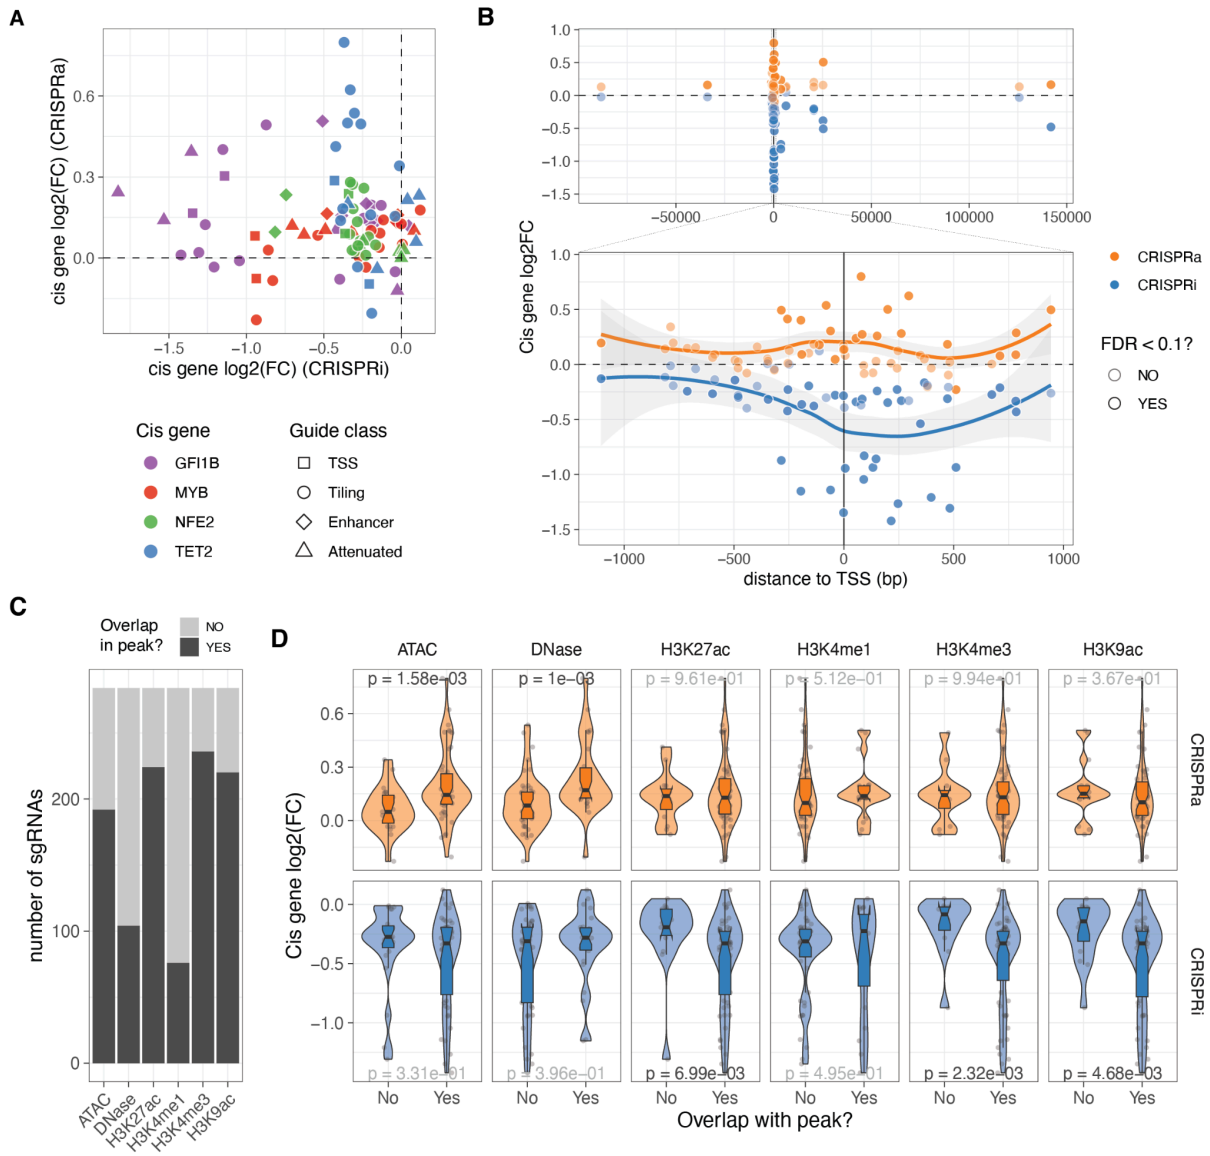 A
cis gene log2(FC) (CRISPRa)
0.6
0.3
0.0
−1.5
−1.0
−0.5
0.0
cis gene log2(FC) (CRISPRi)
Cis gene
GFI1B
MYB
NFE2
TET2
Guide class
TSS
Tiling
Enhancer
Attenuated
B
Cis gene log2FC
1.0
0.5
0.0
−0.5
−1.0
−1.5
−50000
0
50000
100000
150000
1.0
0.5
0.0
−0.5
−1.0
−1.5
−1000
−500
0
500
1000
distance to TSS (bp)
CRISPRa
CRISPRi
FDR < 0.1?
NO
YES
C
Overlap
in peak?
NO
YES
number of sgRNAs
200
100
0
ATAC
DNase
H3K27ac
H3K4me1
H3K4me3
H3K9ac
D
ATAC
DNase
H3K27ac
H3K4me1
H3K4me3
H3K9ac
p = 1.58e−03
p = 1e−03
p = 9.61e−01
p = 5.12e−01
p = 9.94e−01
p = 3.67e−01
CRISPRa
Cis gene log2(FC)
0.6
0.3
0.0
0.0
−0.5
−1.0
CRISPRi
p = 3.31e−01
p = 3.96e−01
p = 6.99e−03
p = 4.95e−01
p = 2.32e−03
p = 4.68e−03
No Yes No Yes No Yes No Yes No Yes No Yes
Overlap with peak?